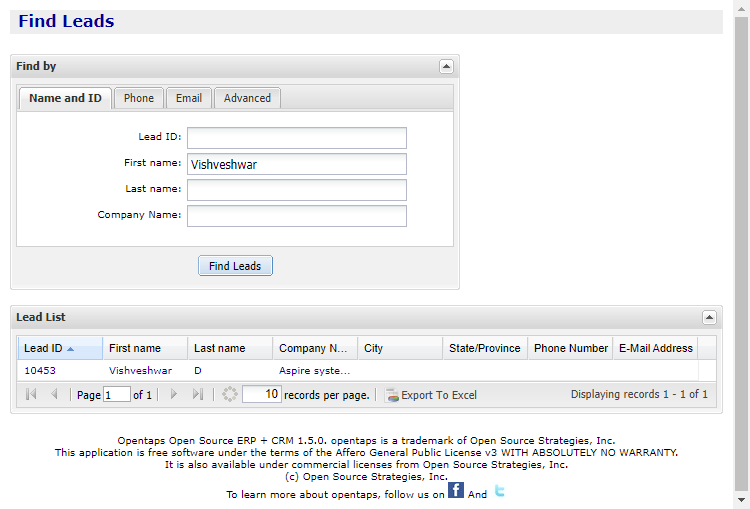 Find Leads
Find by
Name and ID Phone Email Advanced
Lead ID:
First name: Vishveshwar
Last name:
Company Name:
Find Leads
Lead List
Lead ID First name Last name Company N... City State/Province Phone Number E-Mail Address
10453 Vishveshwar D Aspire syste...
Page 1 of 1 10 records per page. Export To Excel Displaying records 1 - 1 of 1
Opentaps Open Source ERP + CRM 1.5.0. opentaps is a trademark of Open Source Strategies, Inc.
This application is free software under the terms of the Affero General Public License v3 WITH ABSOLUTELY NO WARRANTY.
It is also available under commercial licenses from Open Source Strategies, Inc.
(c) Open Source Strategies, Inc.
To learn more about opentaps, follow us on f And t